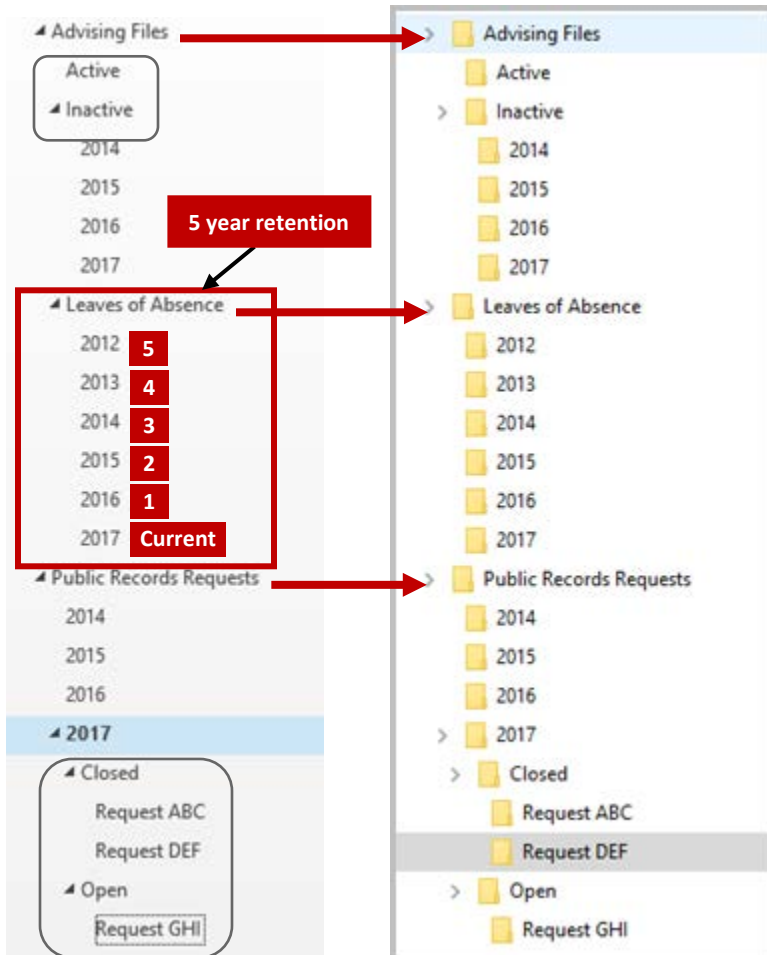 Advising Files
Active
Inactive
2014
2015
2016
5 year retention
2017
Leaves of Absence
2012 5
2013 4
2014 3
2015 2
2016 1
2017 Current
Public Records Requests
2014
2015
2016
2017
Closed
Request ABC
Request DEF
Open
Request GHI
Advising Files
Active
Inactive
2014
2015
2016
2017
Leaves of Absence
2012
2013
2014
2015
2016
2017
Public Records Requests
2014
2015
2016
2017
Closed
Request ABC
Request DEF
Open
Request GHI